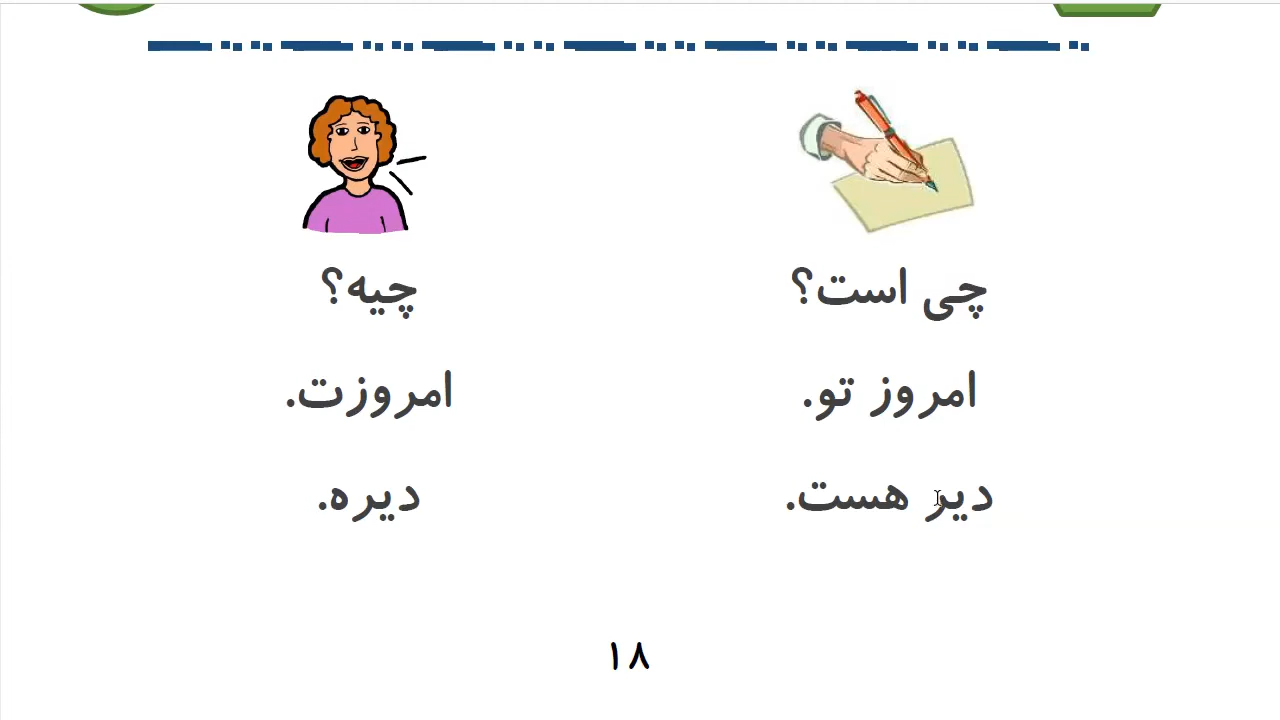 چی است؟
چیه؟
امروز تو.
امروزت.
دیر هست.
دیره.
۱۸